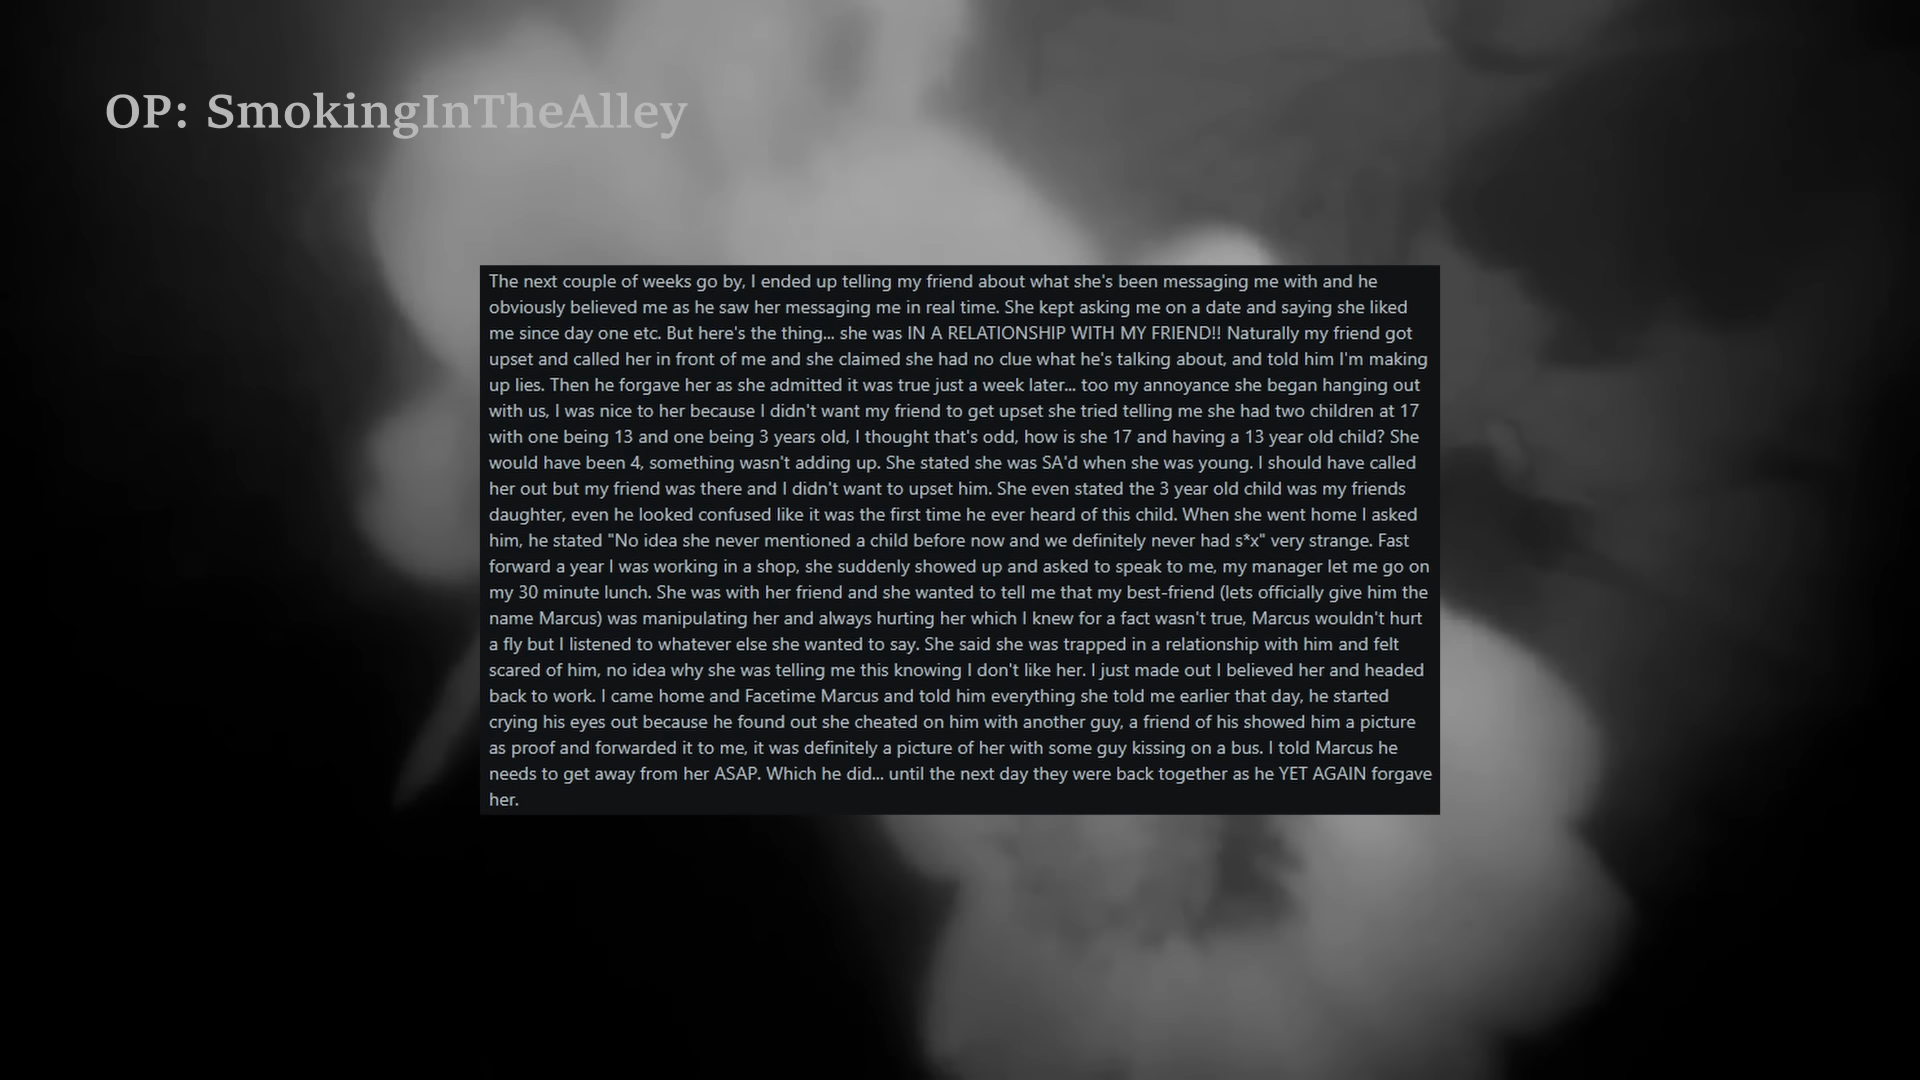 OP: SmokingInTheAlley
The next couple of weeks go by, I ended up telling my friend about what she's been messaging me with and he
obviously believed me as he saw her messaging me in real time. She kept asking me on a date and saying she liked
me since day one etc. But here's the thing... she was IN A RELATIONSHIP WITH MY FRIEND!! Naturally my friend got
upset and called her in front of me and she claimed she had no clue what he's talking about, and told him I'm making
up lies. Then he forgave her as she admitted it was true just a week later... too my annoyance she began hanging out
with us, I was nice to her because I didn't want my friend to get upset she tried telling me she had two children at 17
with one being 13 and one being 3 years old, I thought that's odd, how is she 17 and having a 13 year old child? She
would have been 4, something wasn't adding up. She stated she was SA'd when she was young. I should have called
her out but my friend was there and I didn't want to upset him. She even stated the 3 year old child was my friends
daughter, even he looked confused like it was the first time he ever heard of this child. When she went home I asked
him, he stated "No idea she never mentioned a child before now and we definitely never had s*x" very strange. Fast
forward a year I was working in a shop, she suddenly showed up and asked to speak to me, my manager let me go on
my 30 minute lunch. She was with her friend and she wanted to tell me that my best-friend (lets officially give him the
name Marcus) was manipulating her and always hurting her which I knew for a fact wasn't true, Marcus wouldn't hurt
a fly but I listened to whatever else she wanted to say. She said she was trapped in a relationship with him and felt
scared of him, no idea why she was telling me this knowing I don't like her. I just made out I believed her and headed
back to work. I came home and Facetime Marcus and told him everything she told me earlier that day, he started
crying his eyes out because he found out she cheated on him with another guy, a friend of his showed him a picture
as proof and forwarded it to me, it was definitely a picture of her with some guy kissing on a bus. I told Marcus he
needs to get away from her ASAP. Which he did... until the next day they were back together as he YET AGAIN forgave
her.